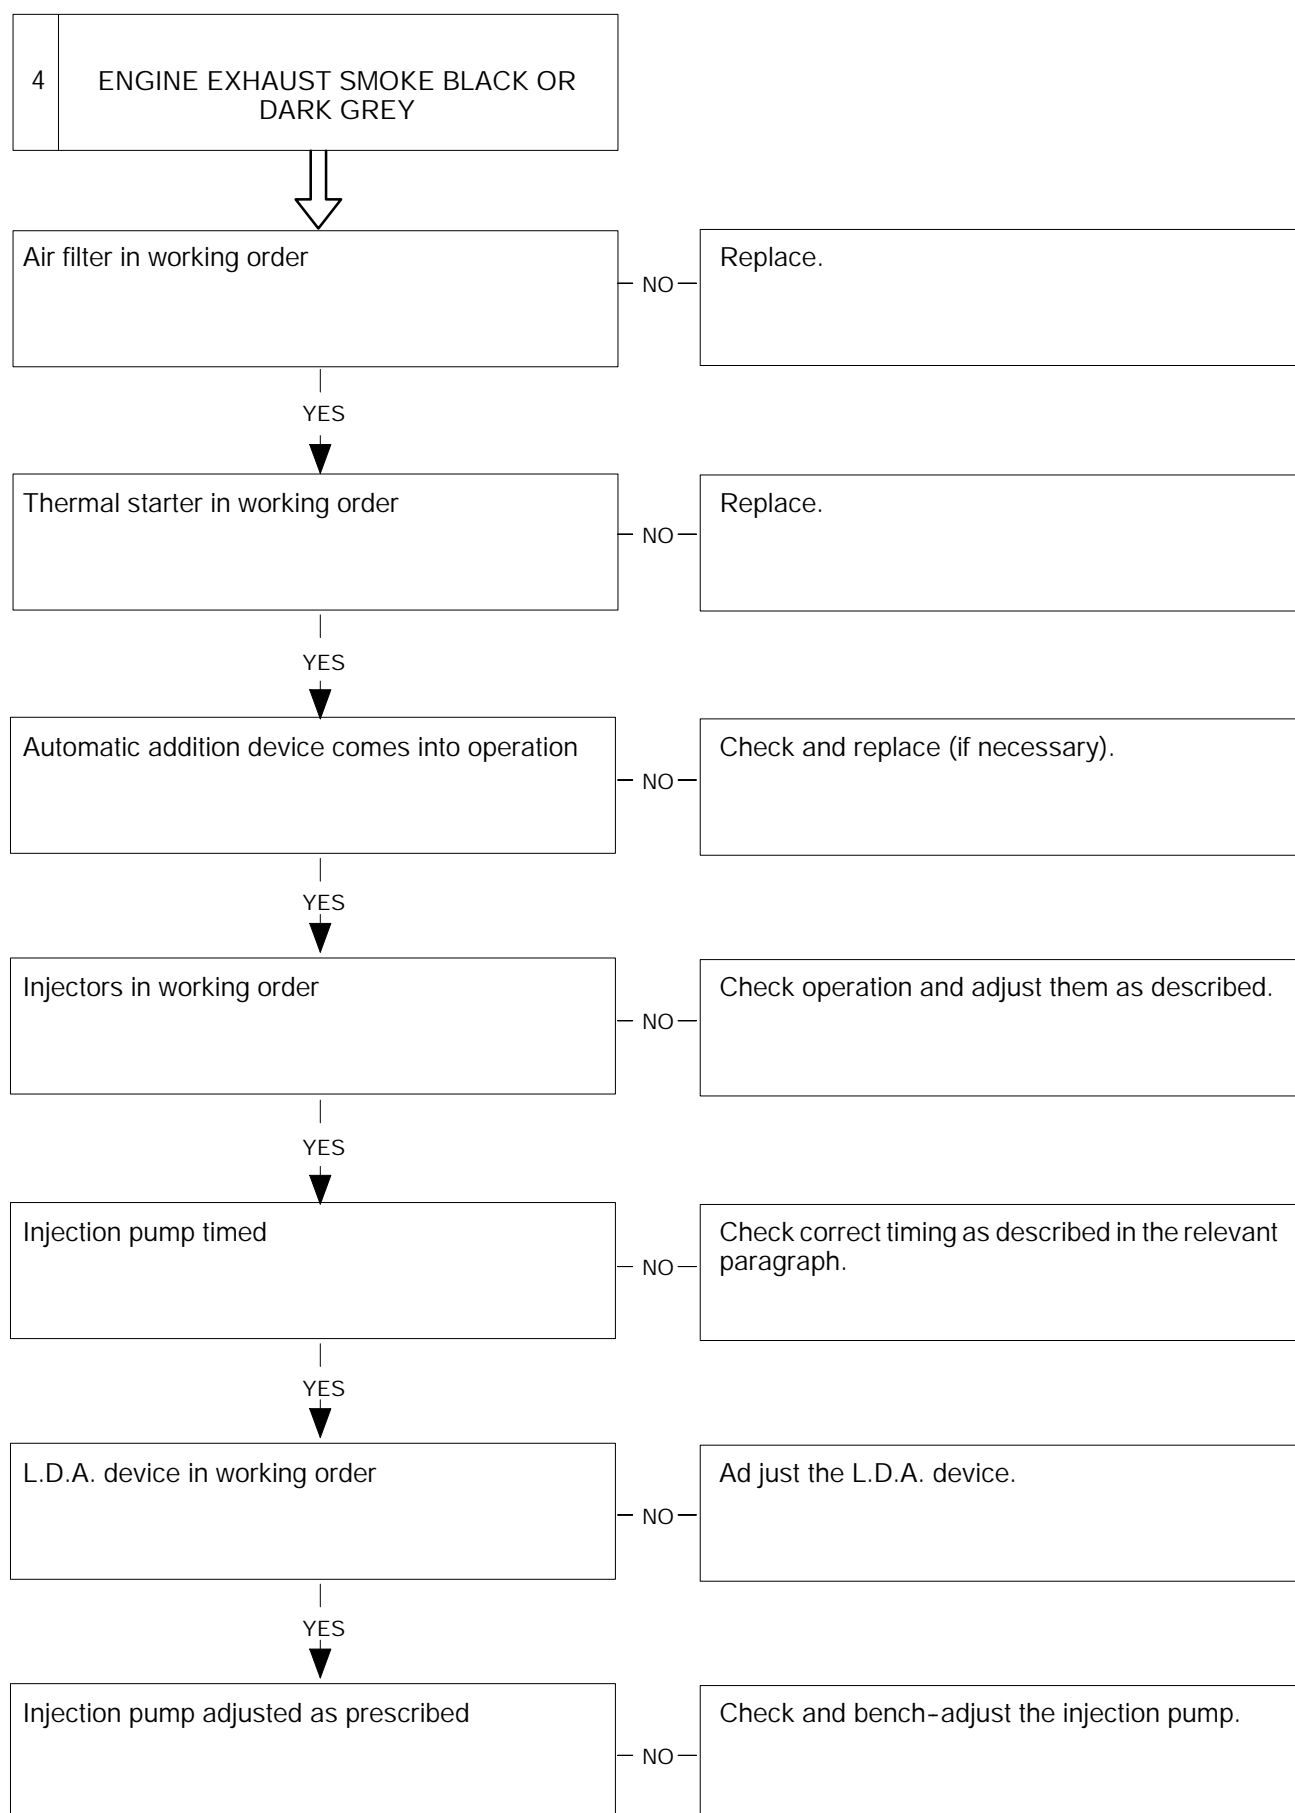 4
ENGINE EXHAUST SMOKE BLACK OR
DARK GREY
Air filter in working order
NO
Replace.
YES
Thermal starter in working order
NO
Replace.
YES
Automatic addition device comes into operation
NO
Check and replace (if necessary).
YES
Injectors in working order
NO
Check operation and adjust them as described.
YES
Injection pump timed
NO
Check correct timing as described in the relevant
paragraph.
YES
L.D.A. device in working order
NO
Ad just the L.D.A. device.
YES
Injection pump adjusted as prescribed
NO
Check and bench-adjust the injection pump.